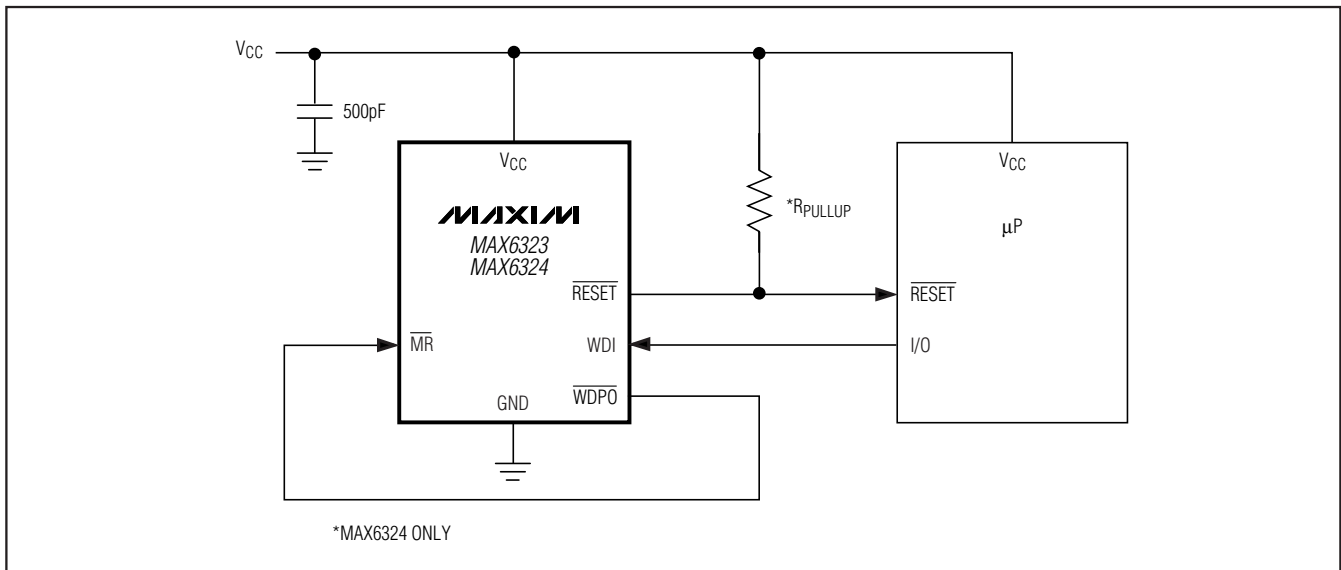 VCC
500pF
VCC
MAXIM
MAX6323
MAX6324
RESET
MR
WDI
GND
WDPO
*RPULLUP
VCC
µP
RESET
I/O
*MAX6324 ONLY